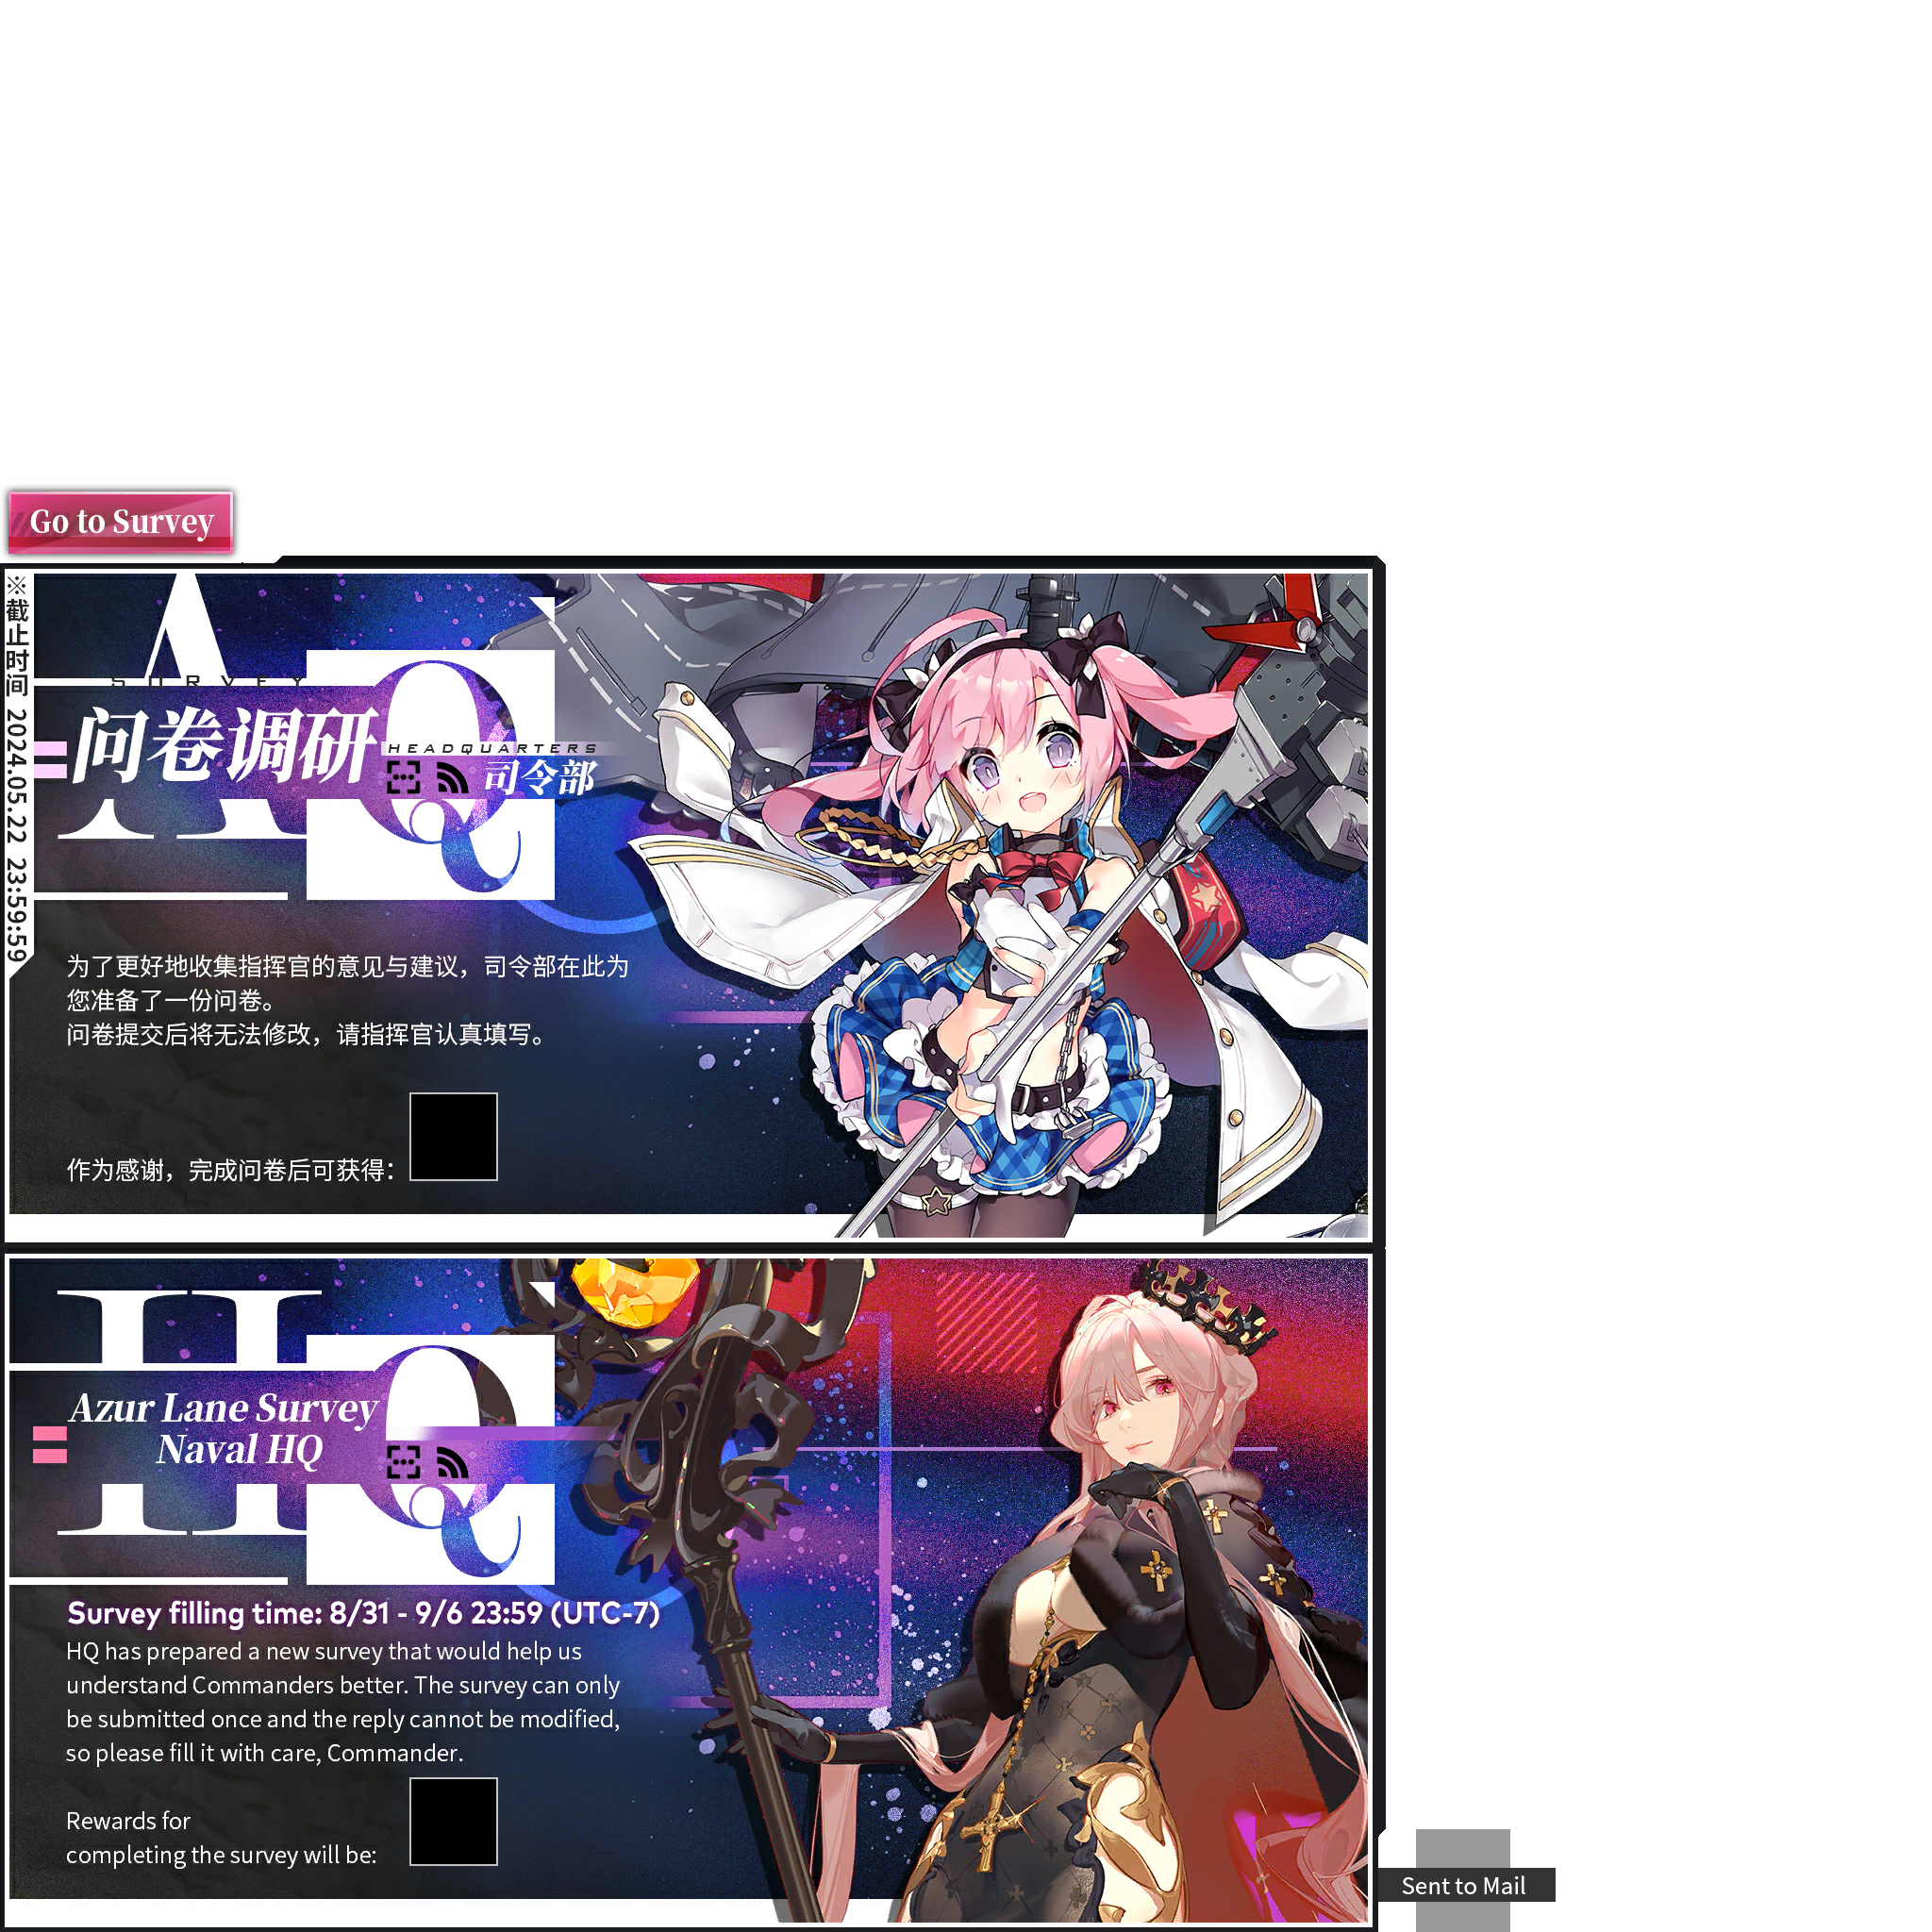 Go to Survey
※截止时间 2024.05.22 23:59:59
A
SURVEY
Q
问卷调研
HEADQUARTERS
司令部
为了更好地收集指挥官的意见与建议，司令部在此为
您准备了一份问卷。
问卷提交后将无法修改，请指挥官认真填写。
作为感谢，完成问卷后可获得：
HQ
Azur Lane Survey
Naval HQ
Survey filling time: 8/31 - 9/6 23:59 (UTC-7)
HQ has prepared a new survey that would help us
understand Commanders better. The survey can only
be submitted once and the reply cannot be modified,
so please fill it with care, Commander.
Rewards for
completing the survey will be:
Sent to Mail